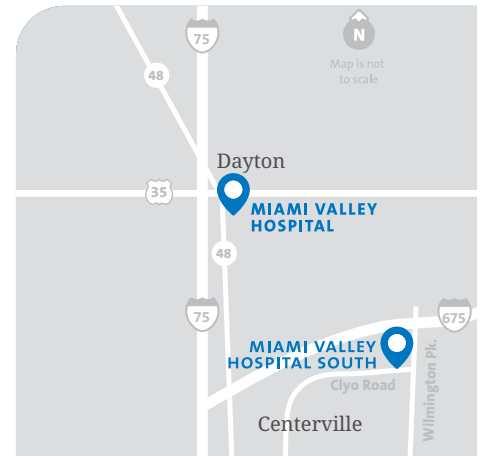 75
N
Map is not
to scale
48
Dayton
35
MIAMI VALLEY
HOSPITAL
48
75
675
MIAMI VALLEY
HOSPITAL SOUTH
Wilmington Pk.
Clyo Road
Centerville